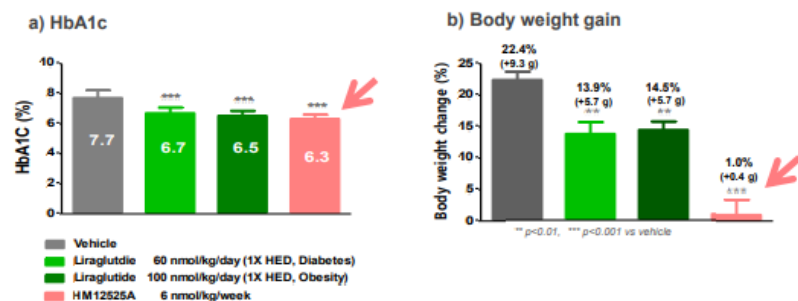 a) HbA1c
b) Body weight gain
HbA1C (%)
10
8
6
4
2
0
7.7
***
6.7
***
6.5
***
6.3
Body weight change (%)
25
20
15
10
5
0
22.4%
(+9.3 g)
13.9%
(+5.7 g)
**
14.5%
(+5.7 g)
**
1.0%
(+0.4 g)
***
** p<0.01, *** p<0.001 vs vehicle
Vehicle
Liraglutdie 60 nmol/kg/day (1X HED, Diabetes)
Liraglutide 100 nmol/kg/day (1X HED, Obesity)
HM12525A 6 nmol/kg/week